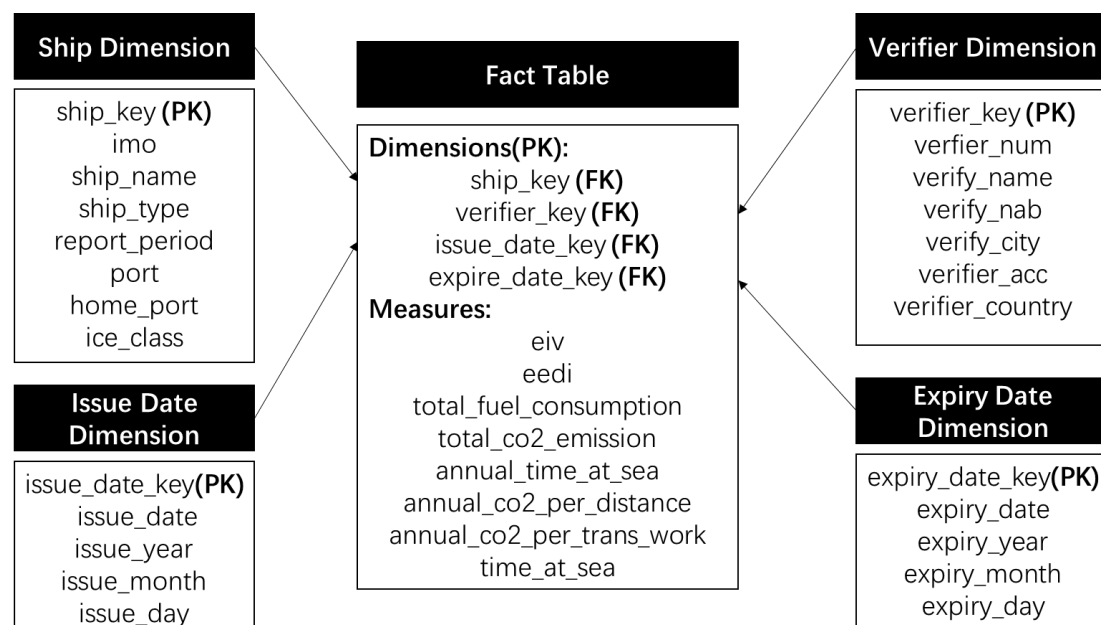 Ship Dimension
ship_key (PK)
imo
ship_name
ship_type
report_period
port
home_port
ice_class
Issue Date
Dimension
issue_date_key(PK)
issue_date
issue_year
issue_month
issue_day
Fact Table
Dimensions(PK):
ship_key (FK)
verifier_key (FK)
issue_date_key (FK)
expire_date_key (FK)
Measures:
eiv
eedi
total_fuel_consumption
total_co2_emission
annual_time_at_sea
annual_co2_per_distance
annual_co2_per_trans_work
time_at_sea
Verifier Dimension
verifier_key (PK)
verfier_num
verify_name
verify_nab
verify_city
verifier_acc
verifier_country
Expiry Date
Dimension
expiry_date_key(PK)
expiry_date
expiry_year
expiry_month
expiry_day